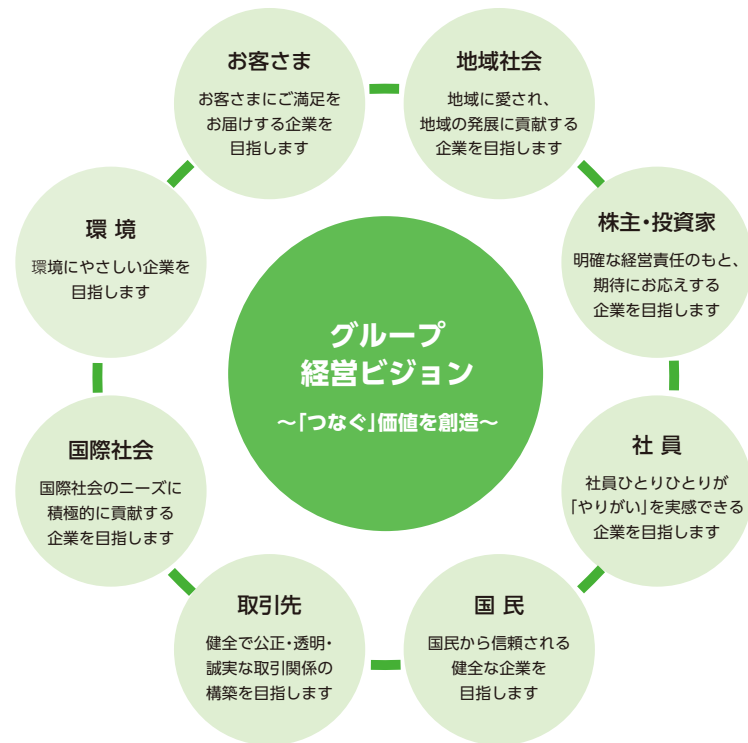 お客さま
お客さまにご満足を
お届けする企業を
目指します
地域社会
地域に愛され、
地域の発展に貢献する
企業を目指します
株主・投資家
明確な経営責任のもと、
期待にお応えする
企業を目指します
社 員
社員ひとりひとりが
「やりがい」を実感できる
企業を目指します
国 民
国民から信頼される
健全な企業を
目指します
取引先
健全で公正・透明・
誠実な取引関係の
構築を目指します
国際社会
国際社会のニーズに
積極的に貢献する
企業を目指します
環 境
環境にやさしい企業を
目指します
グループ
経営ビジョン
～「つなぐ」価値を創造～